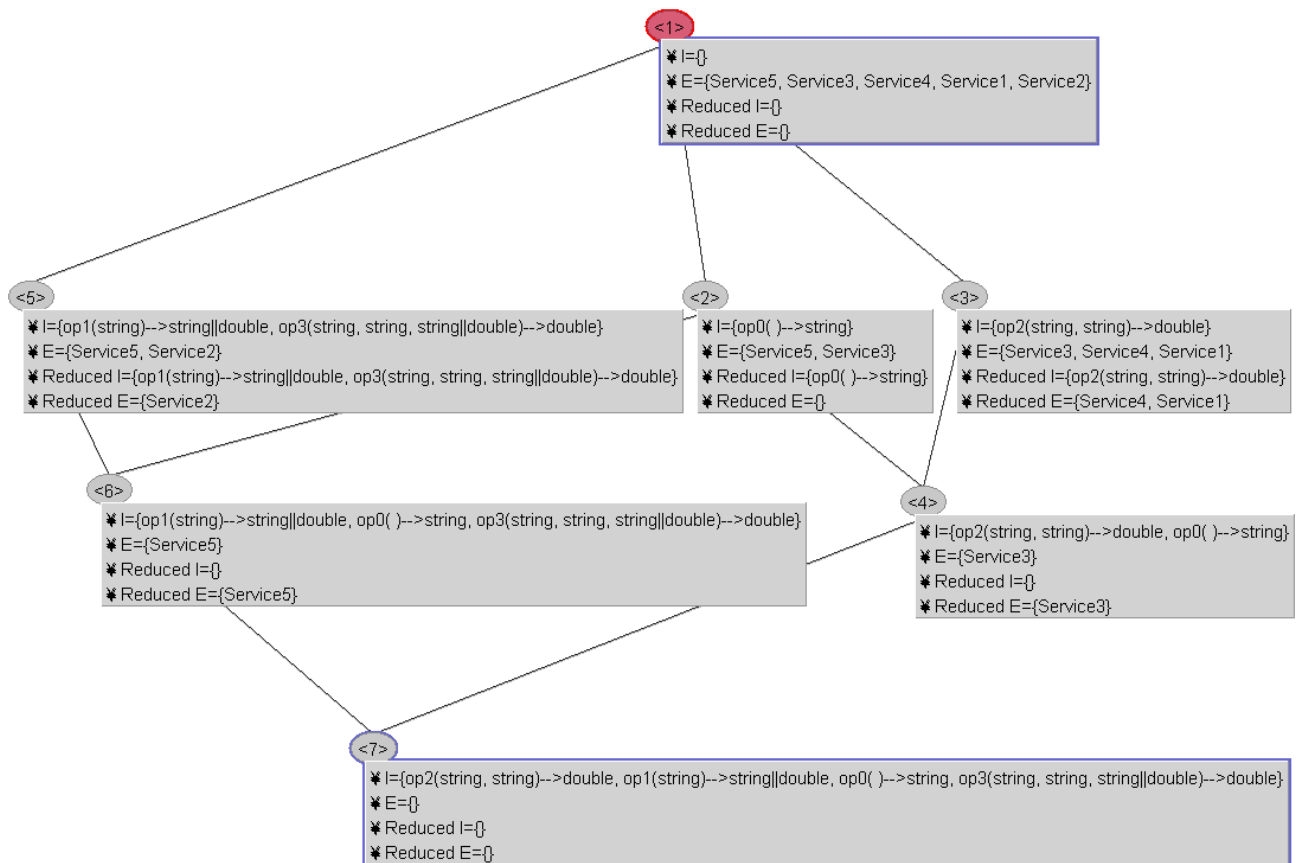 <1>
¥ I={}
¥ E={Service5, Service3, Service4, Service1, Service2}
¥ Reduced I={}
¥ Reduced E={}
<5>
¥ I={op1(string)-->string||double, op3(string, string, string||double)-->double}
¥ E={Service5, Service2}
¥ Reduced I={op1(string)-->string||double, op3(string, string, string||double)-->double}
¥ Reduced E={Service2}
<2>
¥ I={op0( )-->string}
¥ E={Service5, Service3}
¥ Reduced I={op0( )-->string}
¥ Reduced E={}
<3>
¥ I={op2(string, string)-->double}
¥ E={Service3, Service4, Service1}
¥ Reduced I={op2(string, string)-->double}
¥ Reduced E={Service4, Service1}
<6>
¥ I={op1(string)-->string||double, op0( )-->string, op3(string, string, string||double)-->double}
¥ E={Service5}
¥ Reduced I={}
¥ Reduced E={Service5}
<4>
¥ I={op2(string, string)-->double, op0( )-->string}
¥ E={Service3}
¥ Reduced I={}
¥ Reduced E={Service3}
<7>
¥ I={op2(string, string)-->double, op1(string)-->string||double, op0( )-->string, op3(string, string, string||double)-->double}
¥ E={}
¥ Reduced I={}
¥ Reduced E={}